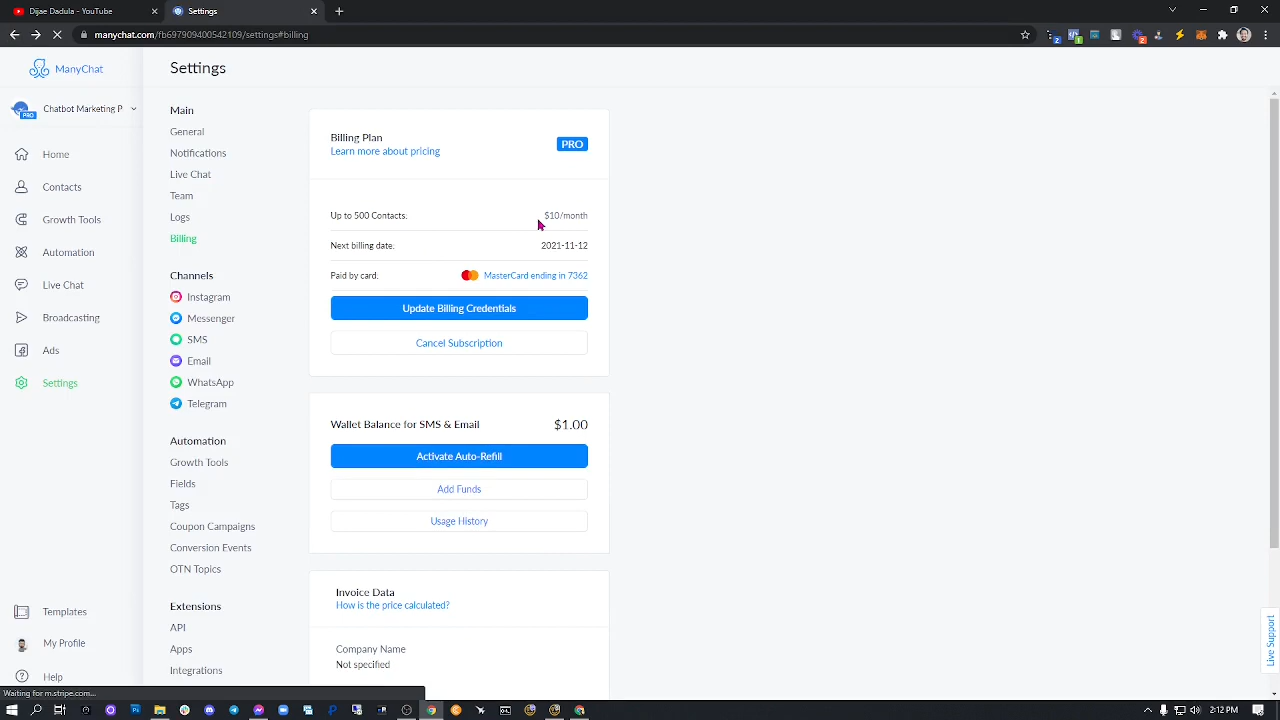 Dijae Dadula - YouTube
Settings
manychat.com/fb697909400542109/settings#billing
ManyChat
Chatbot Marketing P
PRO
Home
Contacts
Growth Tools
Automation
Live Chat
Broadcasting
Ads
Settings
Templates
My Profile
Help
Settings
Main
General
Notifications
Live Chat
Team
Logs
Billing
Channels
Instagram
Messenger
SMS
Email
WhatsApp
Telegram
Automation
Growth Tools
Fields
Tags
Coupon Campaigns
Conversion Events
OTN Topics
Extensions
API
Apps
Integrations
Billing Plan
Learn more about pricing
PRO
Up to 500 Contacts.
$10/month
Next billing date.
2021-11-12
Paid by card.
MasterCard ending in 7362
Update Billing Credentials
Cancel Subscription
Wallet Balance for SMS & Email
$1.00
Activate Auto-Refill
Add Funds
Usage History
Invoice Data
How is the price calculated?
Company Name
Not specified
Live Support
Waiting for m.stripe.com...
2:12 PM